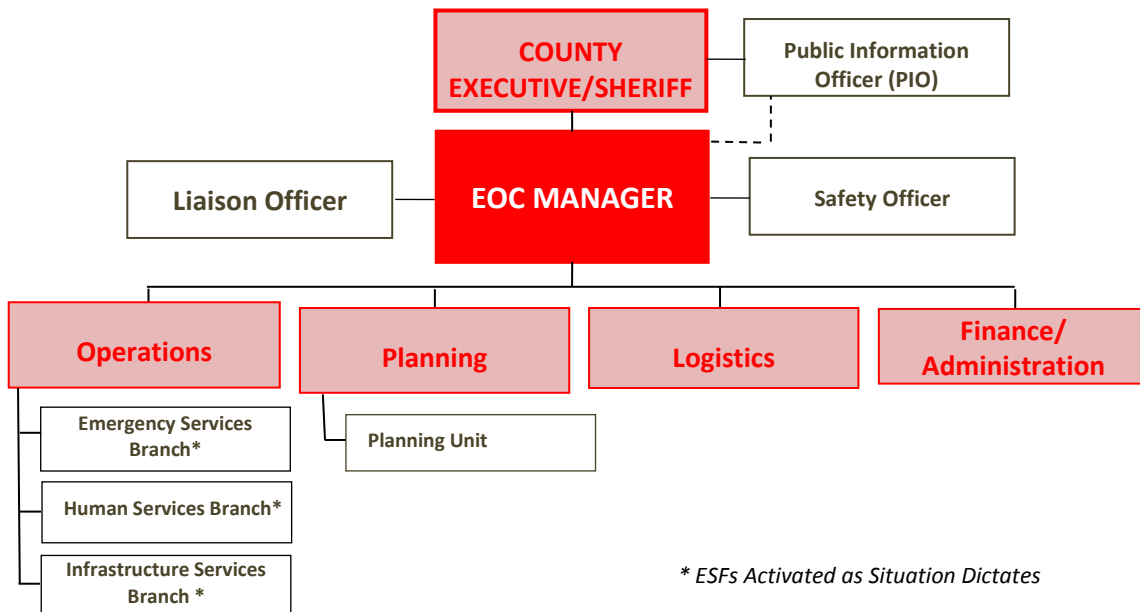 COUNTY
EXECUTIVE/SHERIFF
Public Information
Officer (PIO)
Liaison Officer
EOC MANAGER
Safety Officer
Operations
Planning
Logistics
Finance/
Administration
Emergency Services
Branch*
Planning Unit
Human Services Branch*
Infrastructure Services
Branch *
* ESFs Activated as Situation Dictates